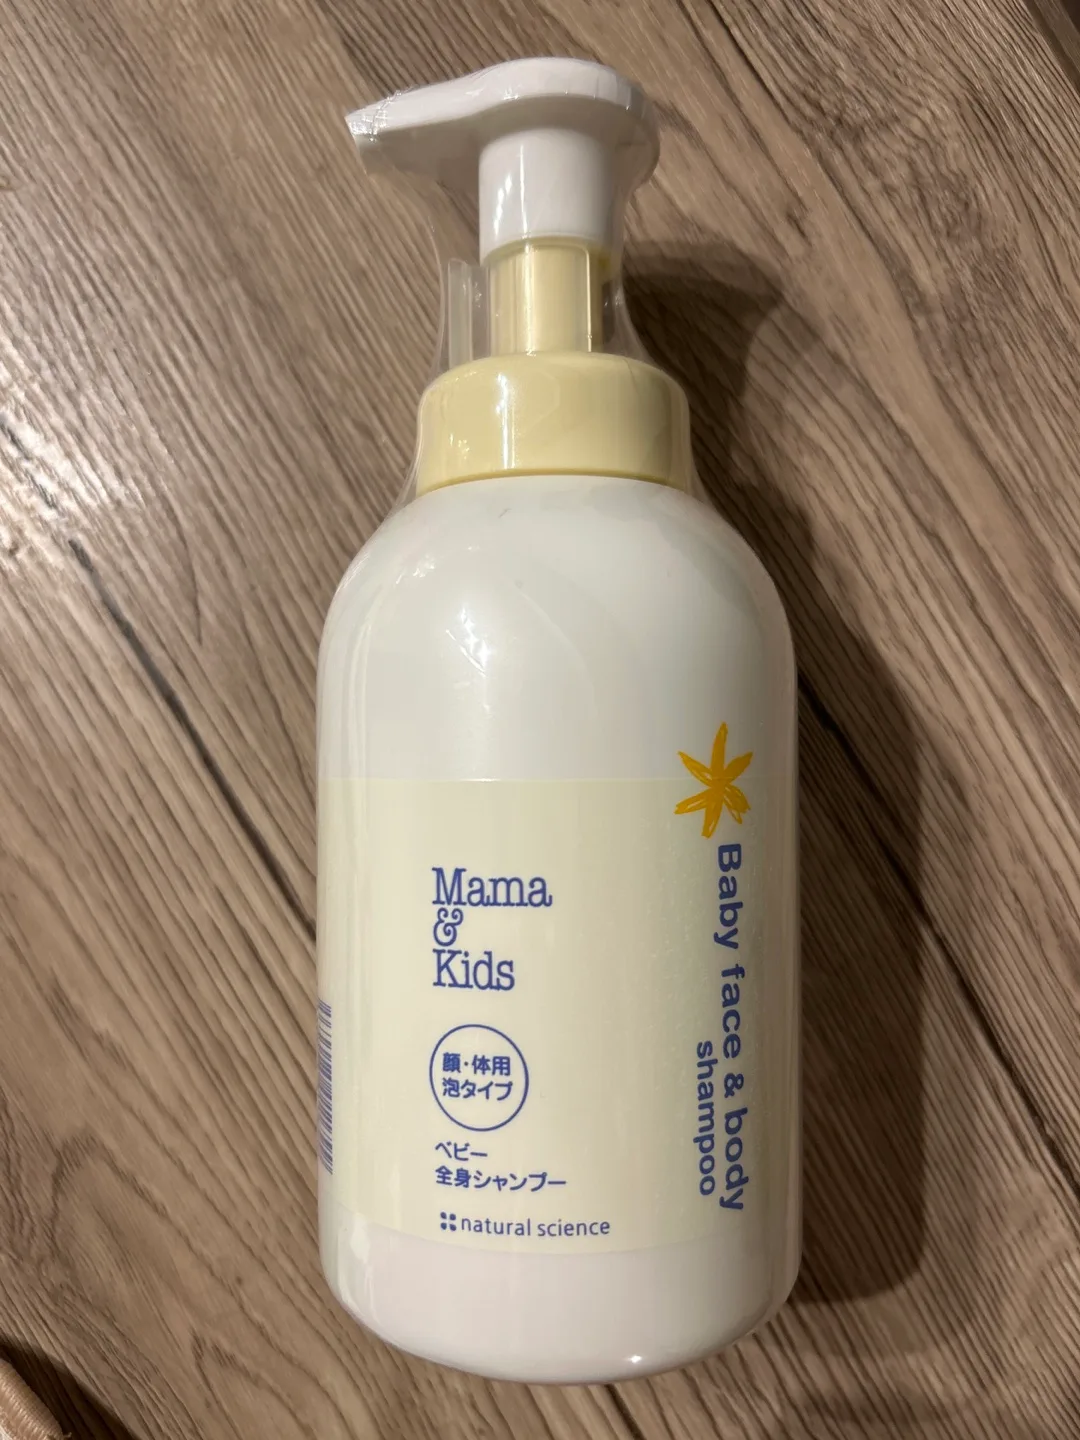 Mama
&
Kids
顔・体用
泡タイプ
ベビー
全身シャンプー
natural science
Baby face & body
shampoo